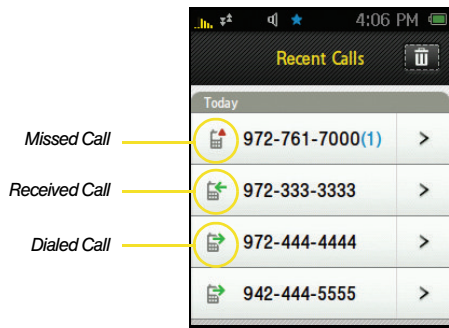 4:06 PM
Recent Calls
Today
Missed Call
972-761-7000(1)
Received Call
972-333-3333
Dialed Call
972-444-4444
942-444-5555